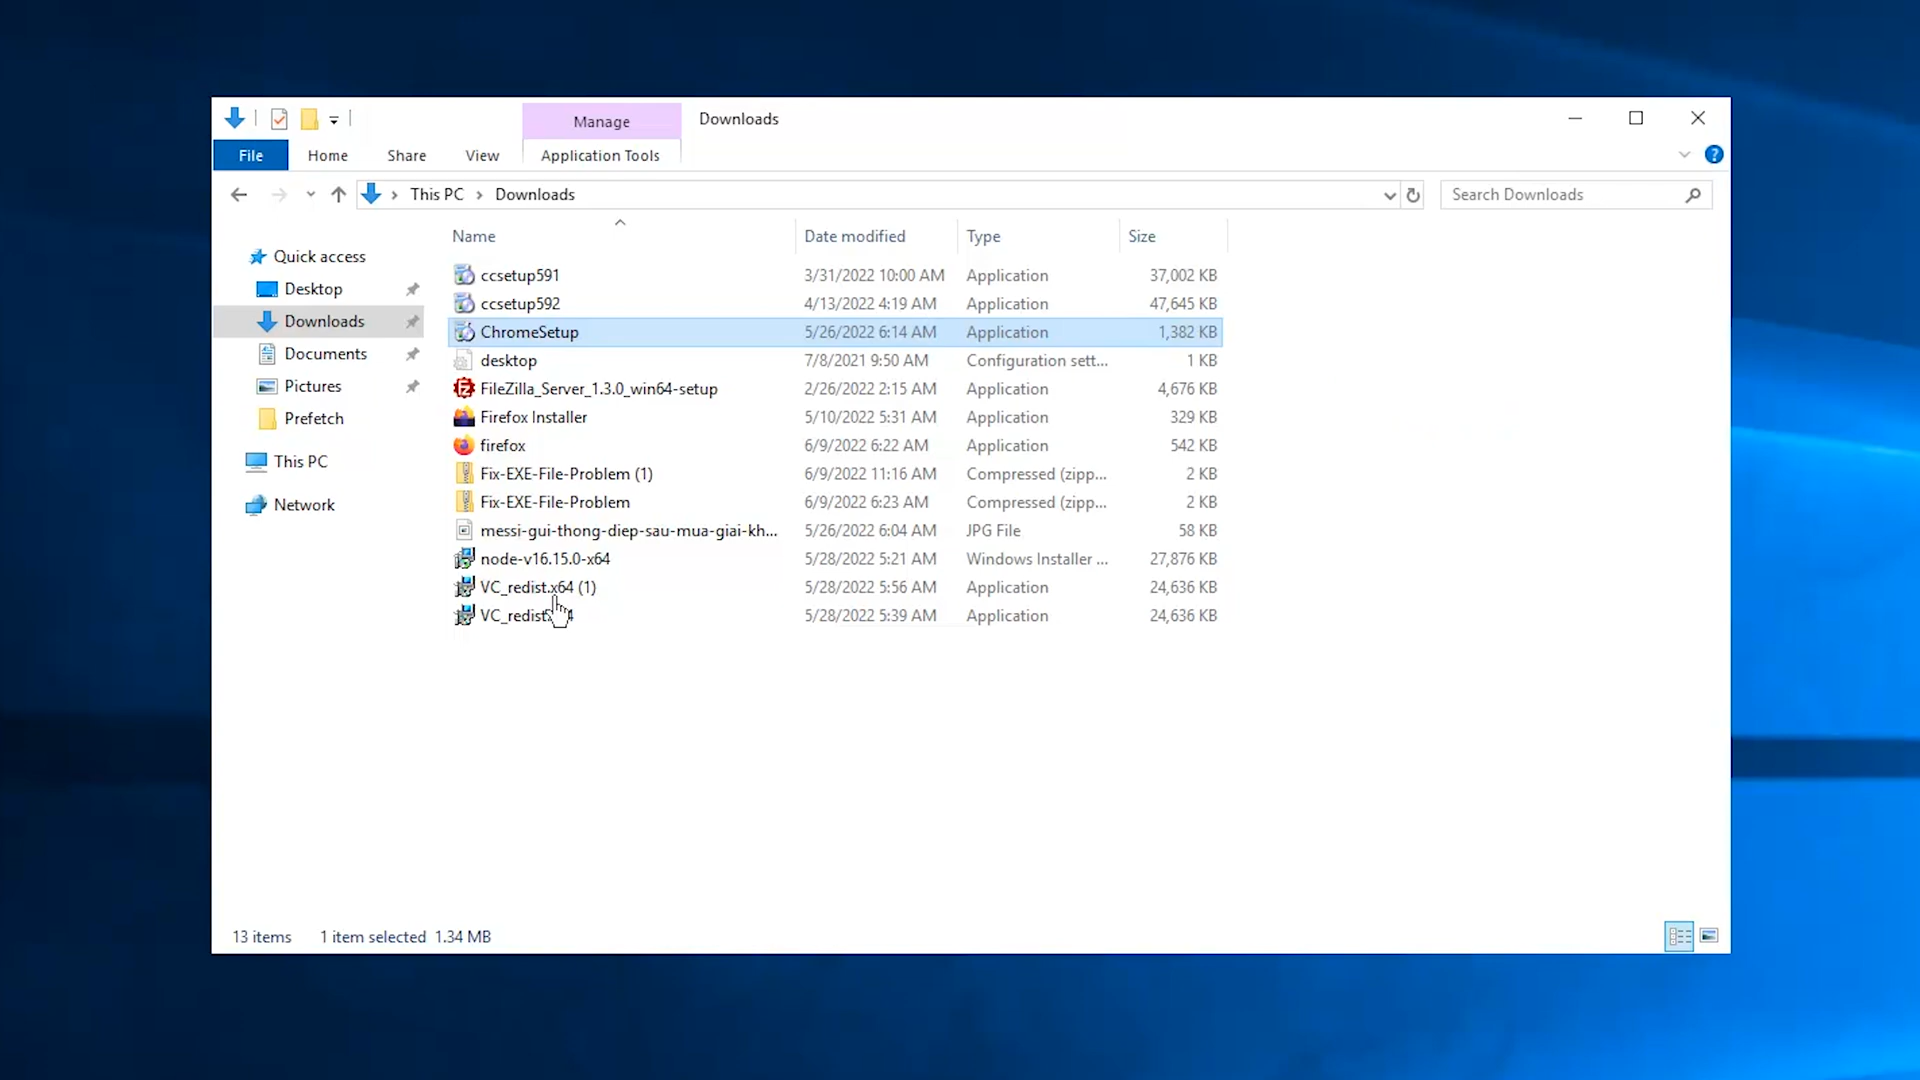 Manage Downloads
File Home Share View Application Tools
This PC Downloads Search Downloads
Name Date modified Type Size
Quick access
Desktop
Downloads
Documents
Pictures
Prefetch
This PC
Network
ccsetup591 3/31/2022 10:00 AM Application 37,002 KB
ccsetup592 4/13/2022 4:19 AM Application 47,645 KB
ChromeSetup 5/26/2022 6:14 AM Application 1,382 KB
desktop 7/8/2021 9:50 AM Configuration sett... 1 KB
FileZilla_Server_1.3.0_win64-setup 2/26/2022 2:15 AM Application 4,676 KB
Firefox Installer 5/10/2022 5:31 AM Application 329 KB
firefox 6/9/2022 6:22 AM Application 542 KB
Fix-EXE-File-Problem (1) 6/9/2022 11:16 AM Compressed (zipp... 2 KB
Fix-EXE-File-Problem 6/9/2022 6:23 AM Compressed (zipp... 2 KB
messi-gui-thong-diep-sau-mua-giai-kh... 5/26/2022 6:04 AM JPG File 58 KB
node-v16.15.0-x64 5/28/2022 5:21 AM Windows Installer ... 27,876 KB
VC_redist.x64 (1) 5/28/2022 5:56 AM Application 24,636 KB
VC_redist 5/28/2022 5:39 AM Application 24,636 KB
13 items 1 item selected 1.34 MB